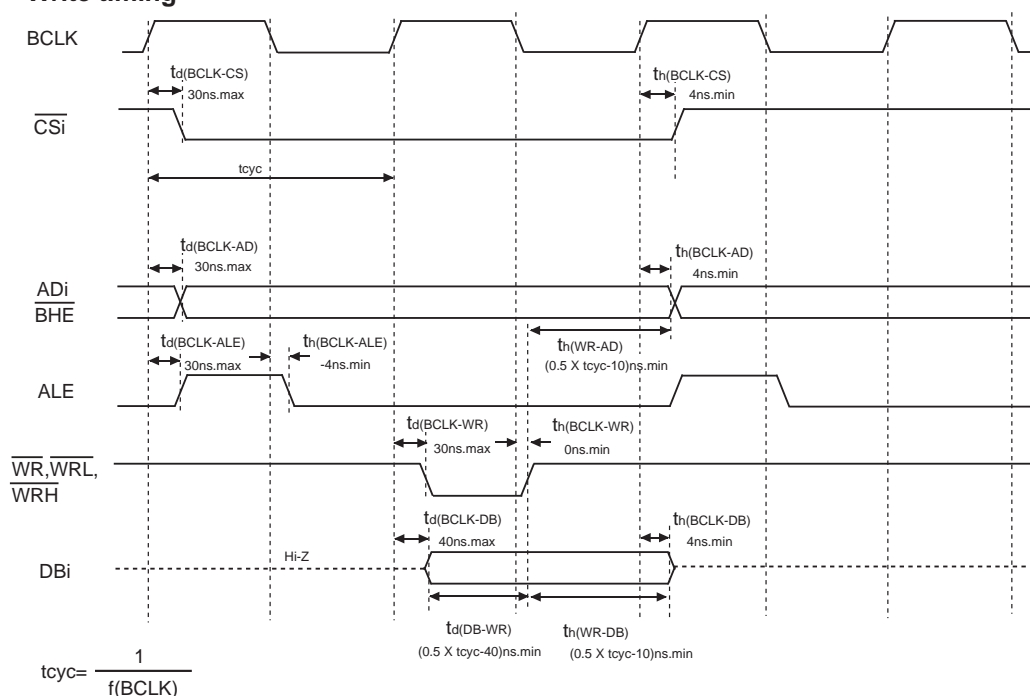 BCLK
td(BCLK-CS)
30ns.max
th(BCLK-CS)
4ns.min
CSi
tcyc
td(BCLK-AD)
30ns.max
th(BCLK-AD)
4ns.min
ADi
BHE
td(BCLK-ALE)
30ns.max
th(BCLK-ALE)
-4ns.min
th(WR-AD)
(0.5 X tcyc-10)ns.min
ALE
td(BCLK-WR)
30ns.max
th(BCLK-WR)
0ns.min
WR,WRL,
WRH
td(BCLK-DB)
40ns.max
th(BCLK-DB)
4ns.min
Hi-Z
DBi
td(DB-WR)
(0.5 X tcyc-40)ns.min
th(WR-DB)
(0.5 X tcyc-10)ns.min
tcyc= 1
f(BCLK)